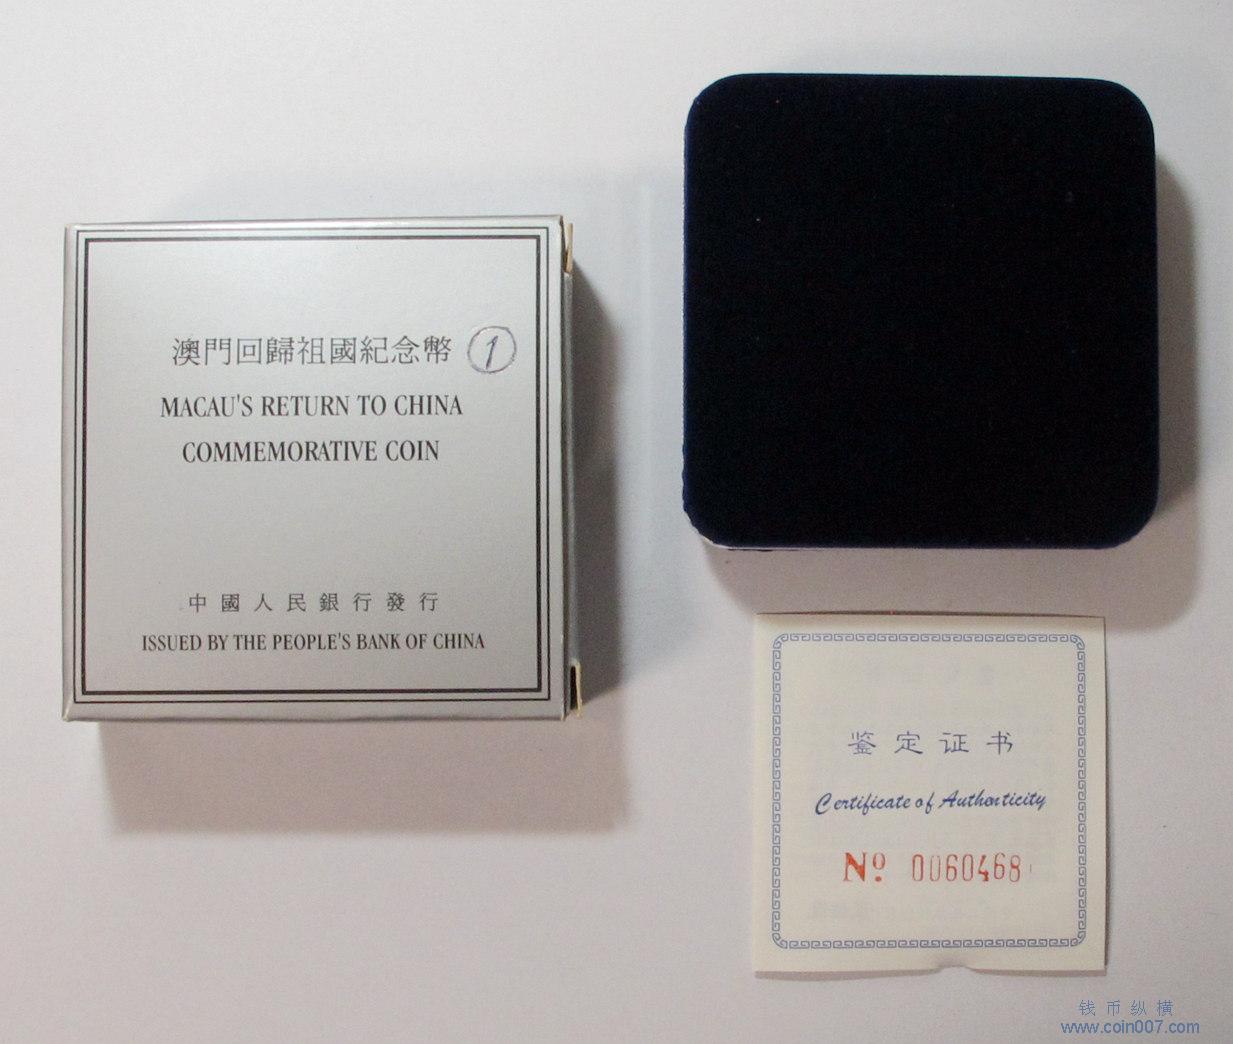 澳門回歸祖國紀念幣 ①
MACAU'S RETURN TO CHINA
COMMEMORATIVE COIN
中國人民銀行發行
ISSUED BY THE PEOPLE'S BANK OF CHINA
鉴定证书
Certificate of Authenticity
Nº 0060468
钱币纵横
www.coin007.com